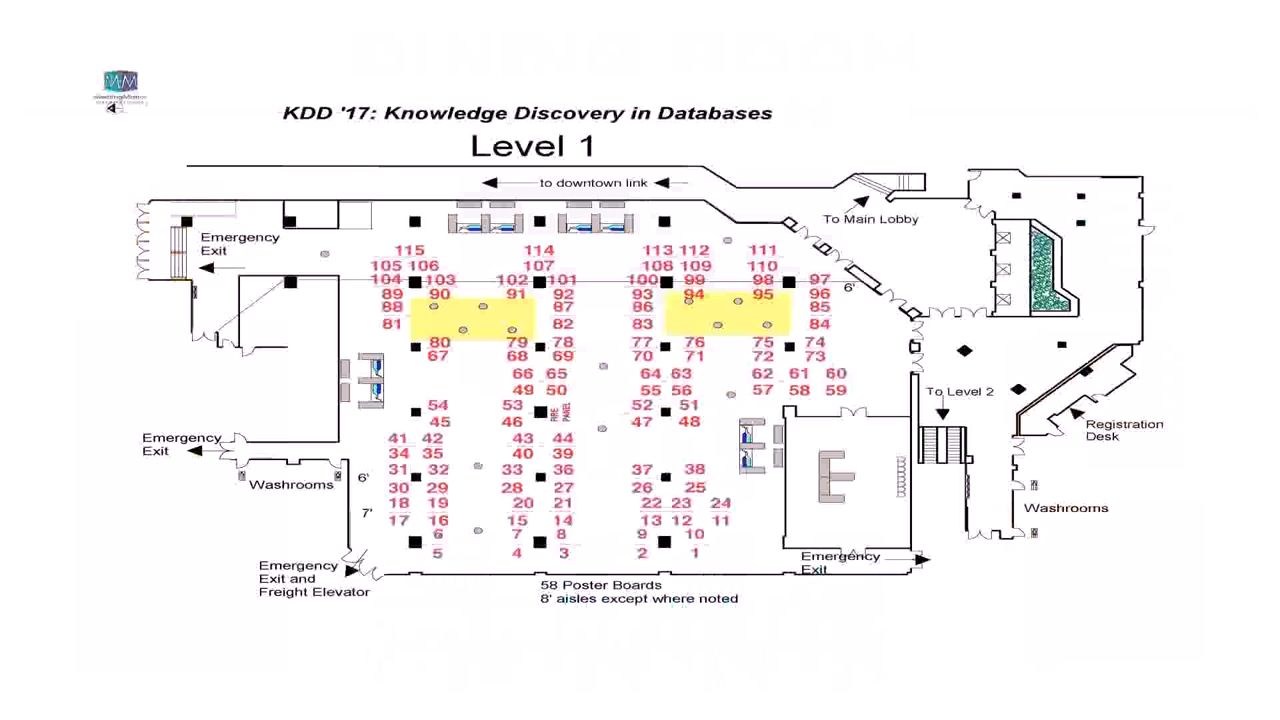 KDD '17: Knowledge Discovery in Databases
Level 1
to downtown link
To Main Lobby
Emergency
Exit
115 114 113 112 111
105 106 107 108 109 110
104 103 102 101 100 99 98 97
6'
89 90 91 92 93 94 95 96
88 87 86 85
81 82 83 84
80 79 78 77 76 75 74
67 68 69 70 71 72 73
66 65 64 63 62 61 60
49 50 55 56 57 58 59
To Level 2
54 53 52 51
FIRE PANEL
45 46 47 48
Registration
Desk
Emergency
Exit
41 42 43 44
34 35 40 39
31 32 33 36 37 38
6'
Washrooms
30 29 28 27 26 25
18 19 20 21 22 23 24
7'
Washrooms
17 16 15 14 13 12 11
6 7 8 9 10
5 4 3 2 1
Emergency
Exit
Emergency
Exit and
Freight Elevator
58 Poster Boards
8' aisles except where noted